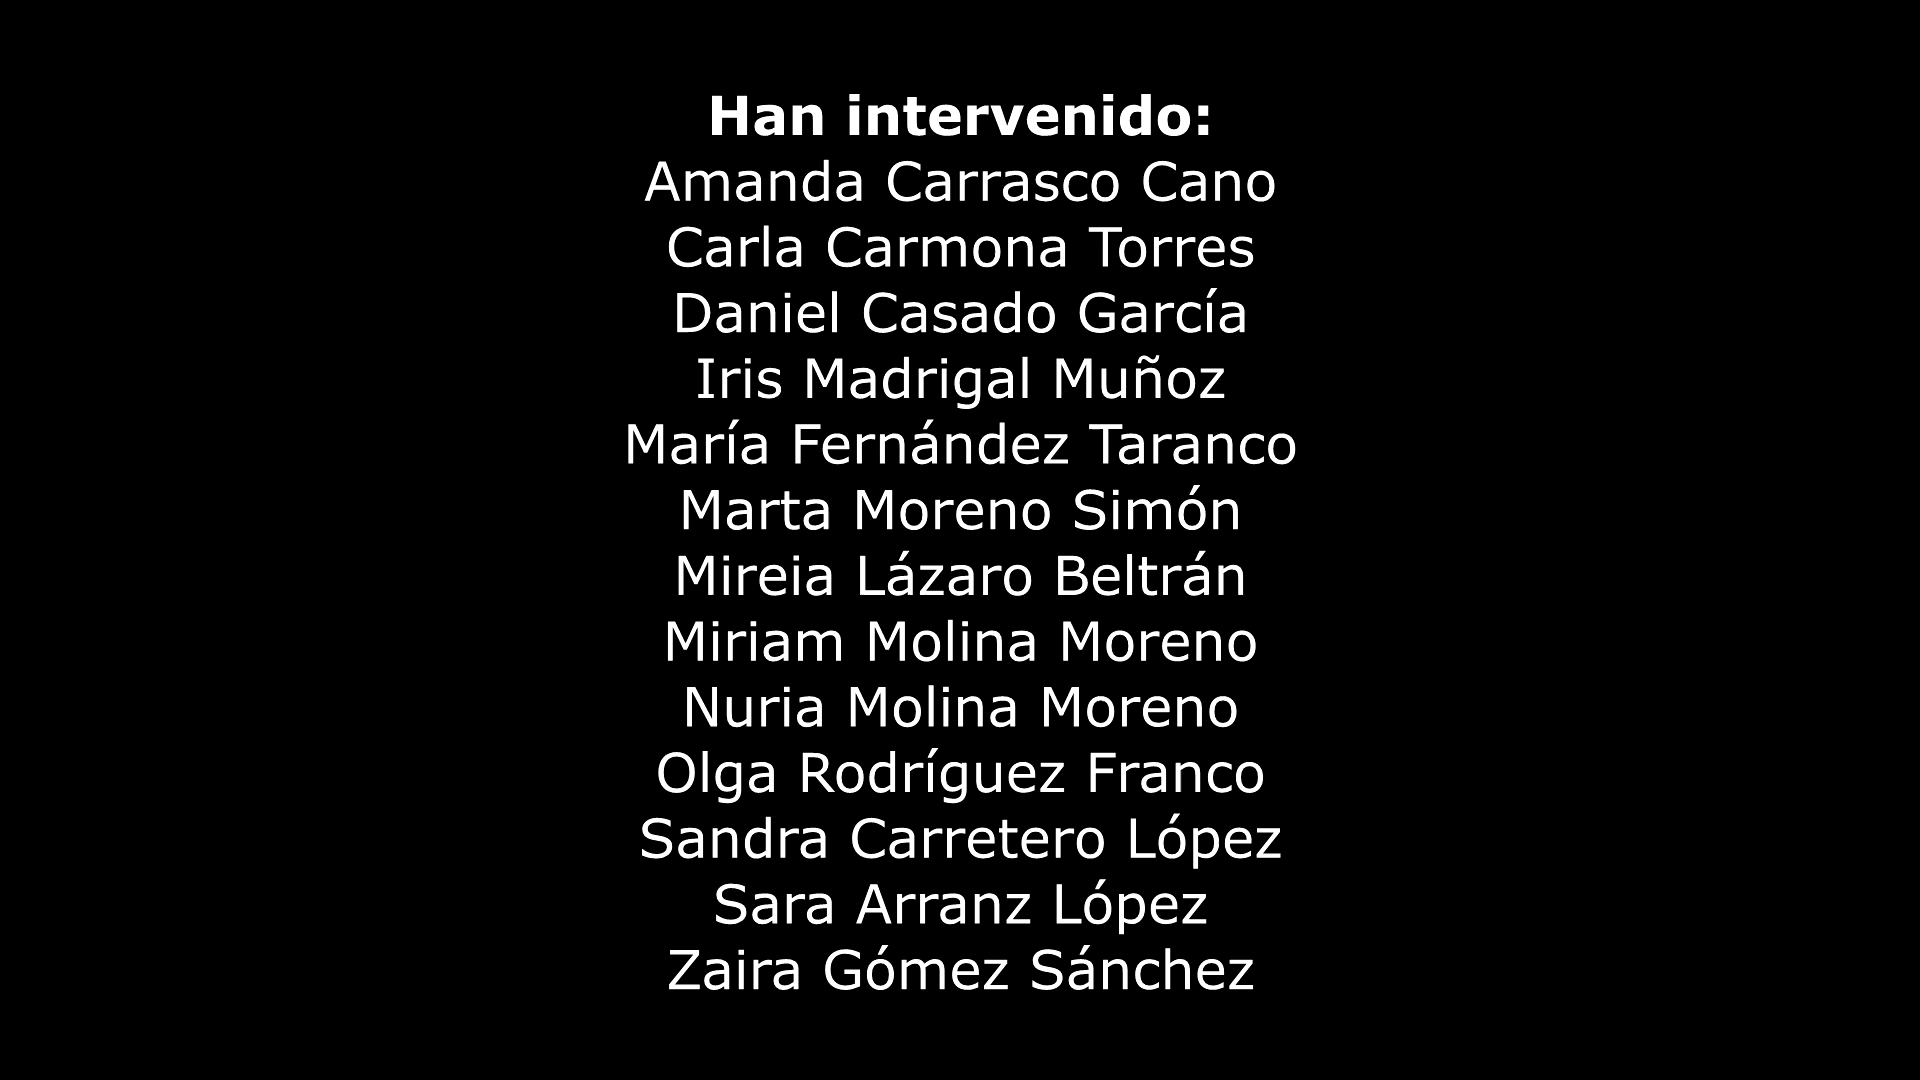 Han intervenido:
Amanda Carrasco Cano
Carla Carmona Torres
Daniel Casado García
Iris Madrigal Muñoz
María Fernández Taranco
Marta Moreno Simón
Mireia Lázaro Beltrán
Miriam Molina Moreno
Nuria Molina Moreno
Olga Rodríguez Franco
Sandra Carretero López
Sara Arranz López
Zaira Gómez Sánchez